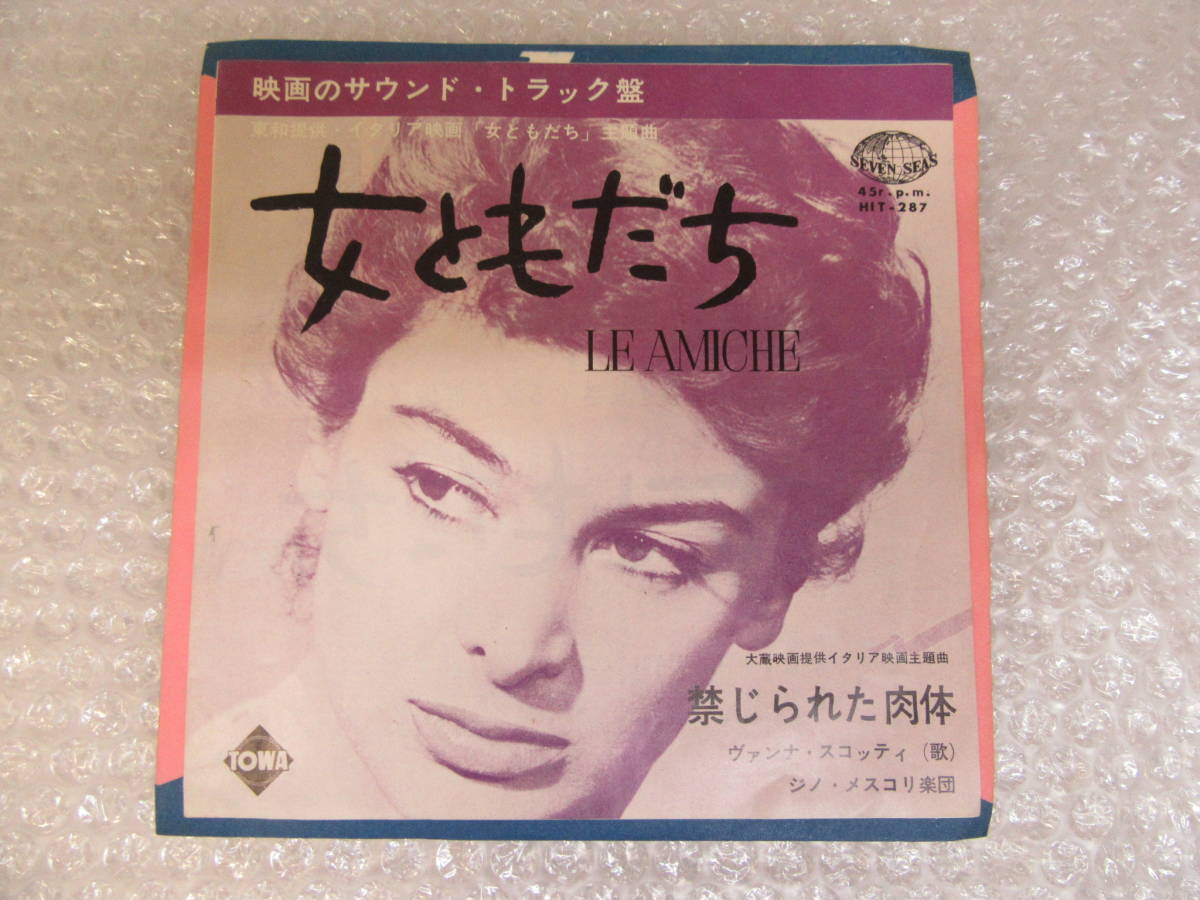 映画のサウンド・トラック盤
東和提供・イタリア映画「女ともだち」主題曲
SEVEN SEAS
45r.p.m.
HIT-287
女ともだち
LE AMICHE
大蔵映画提供イタリア映画主題曲
禁じられた肉体
ヴァンナ・スコッティ(歌)
ジノ・メスコリ楽団
TOWA